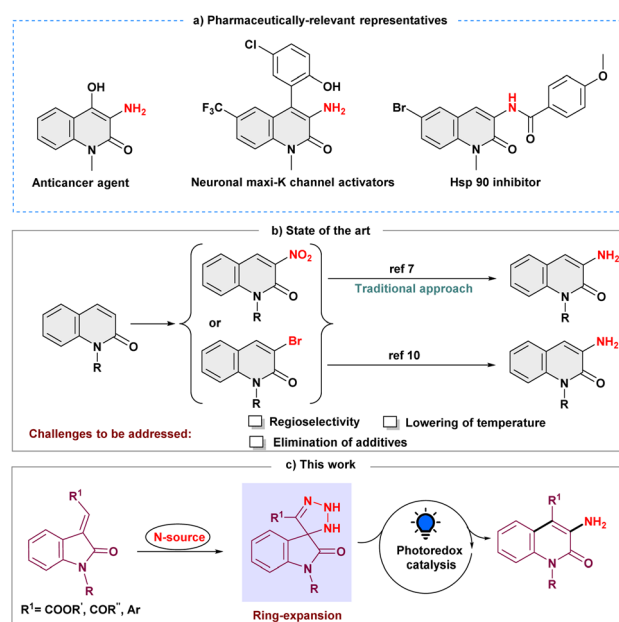 a) Pharmaceutically-relevant representatives
Cl
OH
OH
NH₂
F₃C
NH₂
Br
H
N
O
O
N
O
N
O
N
O
Anticancer agent
Neuronal maxi-K channel activators
Hsp 90 inhibitor
b) State of the art
NO₂
N
O
R
ref 7
Traditional approach
NH₂
N
O
R
N
O
R
or
Br
N
O
R
ref 10
NH₂
N
O
R
Challenges to be addressed:
Regioselectivity
Lowering of temperature
Elimination of additives
c) This work
R¹
O
N
R
R¹= COOR', COR'', Ar
N-source
N
NH
NH
R¹
O
N
R
Ring-expansion
Photoredox
catalysis
R¹
NH₂
N
O
R